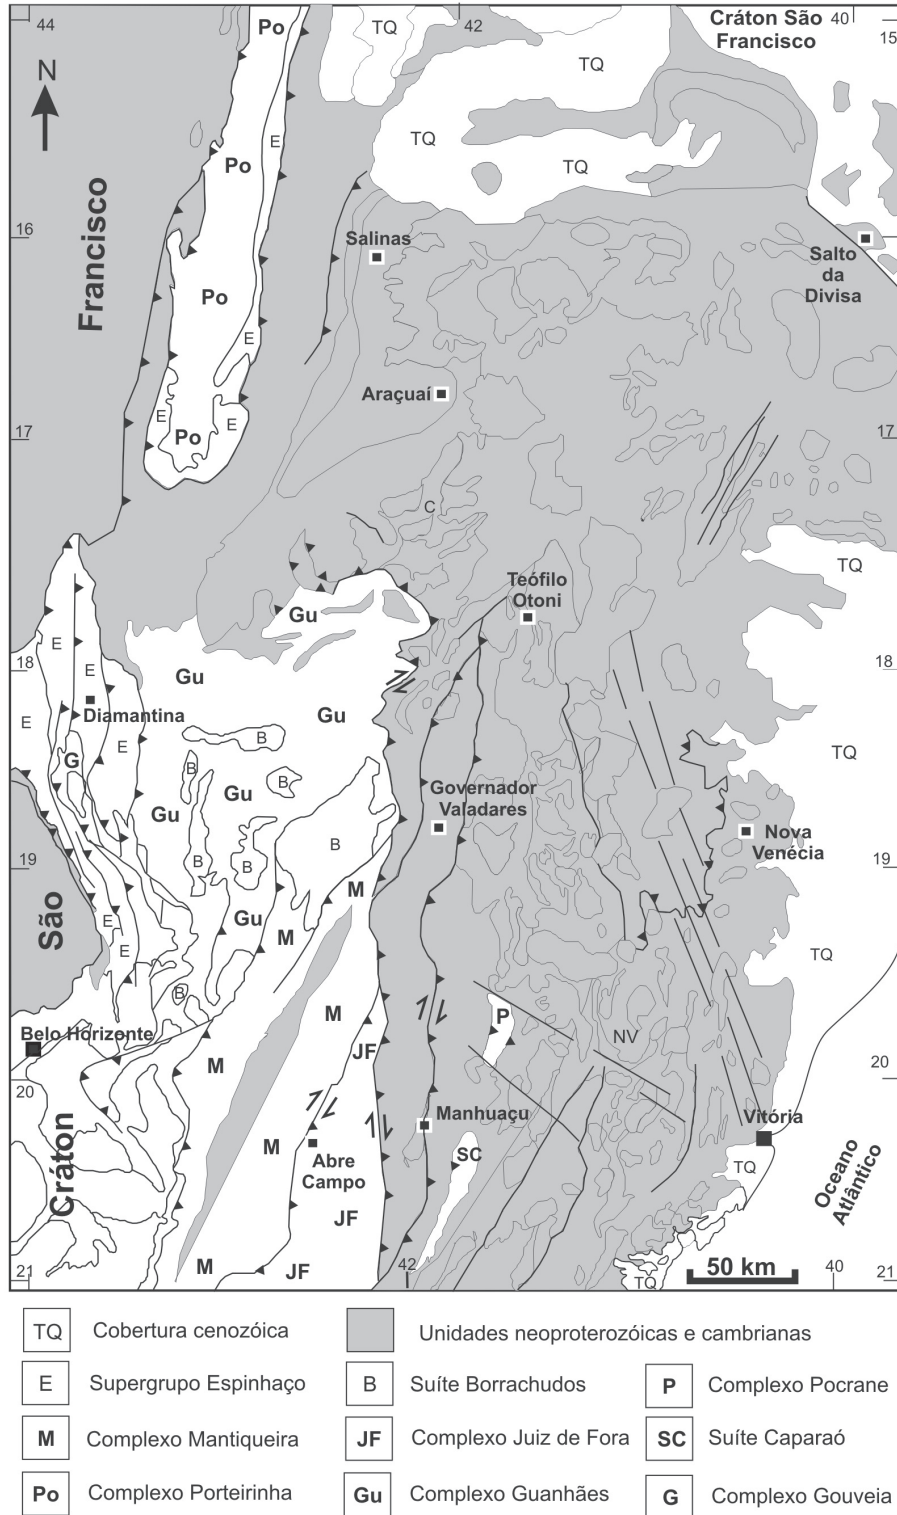 44
Po
TQ
42
Cráton São
Francisco
40
15
N
TQ
TQ
E
Po
TQ
Francisco
16
Salinas
Salto
da
Divisa
Po
E
Araçuaí
E
E
Po
17
17
C
TQ
Teófilo
Otoni
Gu
E
18
E
Gu
18
Diamantina
Gu
E
E
B
TQ
G
B
B
Gu
Gu
Governador
Valadares
B
Nova
Venécia
B
B
19
M
19
São
Gu
E
M
E
TQ
B
M
P
Belo Horizonte
JF
NV
M
20
20
Manhuaçu
Vitória
Cráton
M
Abre
Campo
SC
TQ
Oceano
Atlântico
JF
M
JF
42
50 km
TQ
40
21
21
TQ Cobertura cenozóica
Unidades neoproterozóicas e cambrianas
E Supergrupo Espinhaço
B Suíte Borrachudos
P Complexo Pocrane
M Complexo Mantiqueira
JF Complexo Juiz de Fora
SC Suíte Caparaó
Po Complexo Porteirinha
Gu Complexo Guanhães
G Complexo Gouveia